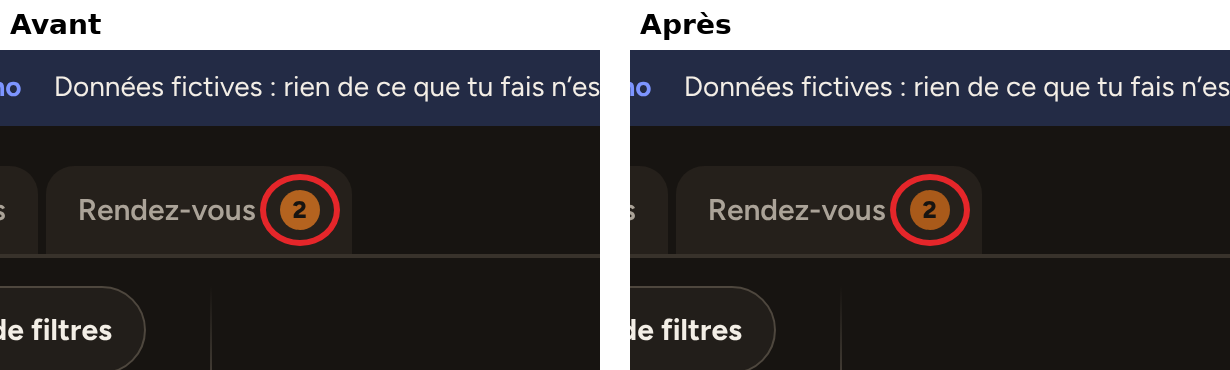 Avant
Après
no Données fictives : rien de ce que tu fais n’es
no Données fictives : rien de ce que tu fais n’es
s Rendez-vous 2
s Rendez-vous 2
de filtres
de filtres